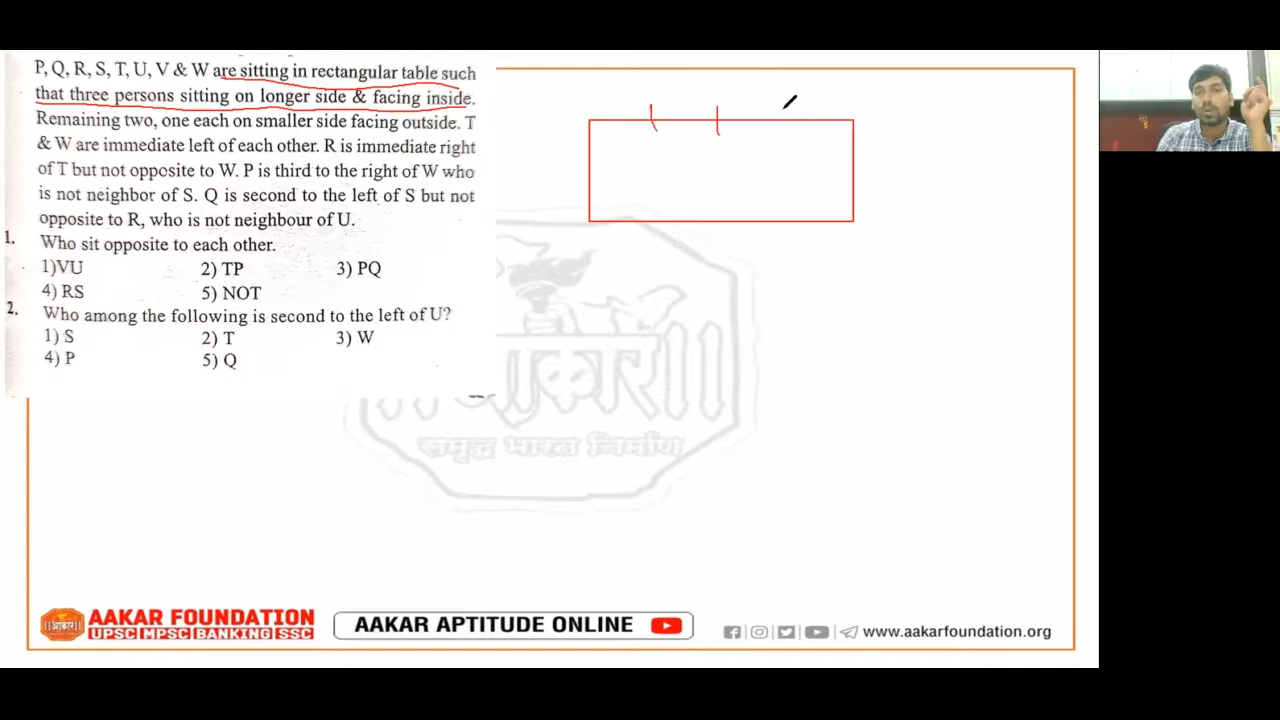 P, Q, R, S, T, U, V & W are sitting in rectangular table such
that three persons sitting on longer side & facing inside.
Remaining two, one each on smaller side facing outside. T
& W are immediate left of each other. R is immediate right
of T but not opposite to W. P is third to the right of W who
is not neighbor of S. Q is second to the left of S but not
opposite to R, who is not neighbour of U.
1. Who sit opposite to each other.
1)VU 2) TP 3) PQ
4) RS 5) NOT
2. Who among the following is second to the left of U?
1) S 2) T 3) W
4) P 5) Q
॥आकार॥
समृद्ध भारत निर्माण
॥आकार॥
AAKAR FOUNDATION
UPSC|MPSC|BANKING|SSC
AAKAR APTITUDE ONLINE
www.aakarfoundation.org